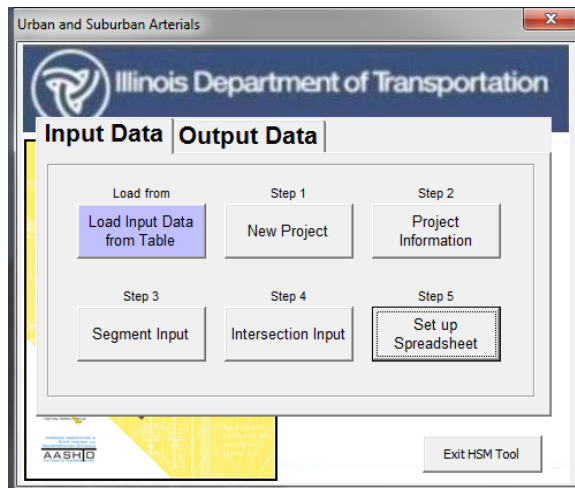 Urban and Suburban Arterials
Illinois Department of Transportation
Input Data Output Data
Load from Step 1 Step 2
Load Input Data
from Table
New Project
Project
Information
Step 3 Step 4 Step 5
Segment Input
Intersection Input
Set up
Spreadsheet
AASHTO
Exit HSM Tool